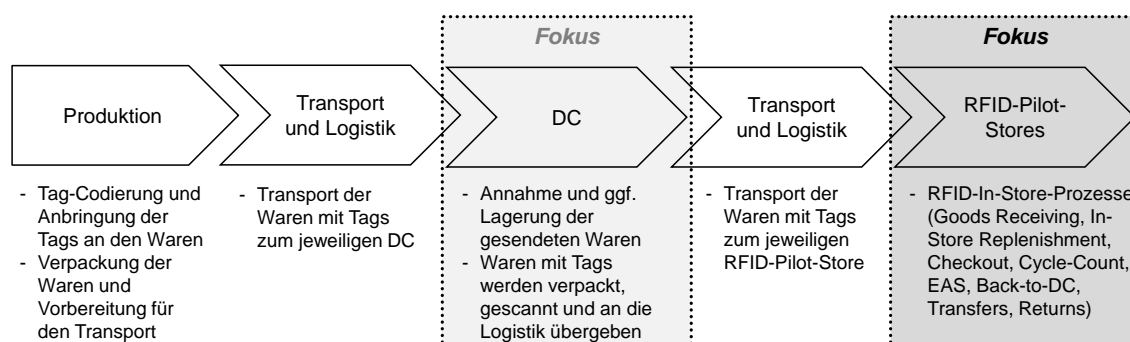 Fokus
Fokus
Produktion
Transport
und Logistik
DC
Transport
und Logistik
RFID-Pilot-
Stores
- Tag-Codierung und
Anbringung der
Tags an den Waren
- Verpackung der
Waren und
Vorbereitung für
den Transport
- Transport der
Waren mit Tags
zum jeweiligen DC
- Annahme und ggf.
Lagerung der
gesendeten Waren
- Waren mit Tags
werden verpackt,
gescannt und an die
Logistik übergeben
- Transport der
Waren mit Tags
zum jeweiligen
RFID-Pilot-Store
- RFID-In-Store-Prozesse
(Goods Receiving, In-
Store Replenishment,
Checkout, Cycle-Count,
EAS, Back-to-DC,
Transfers, Returns)